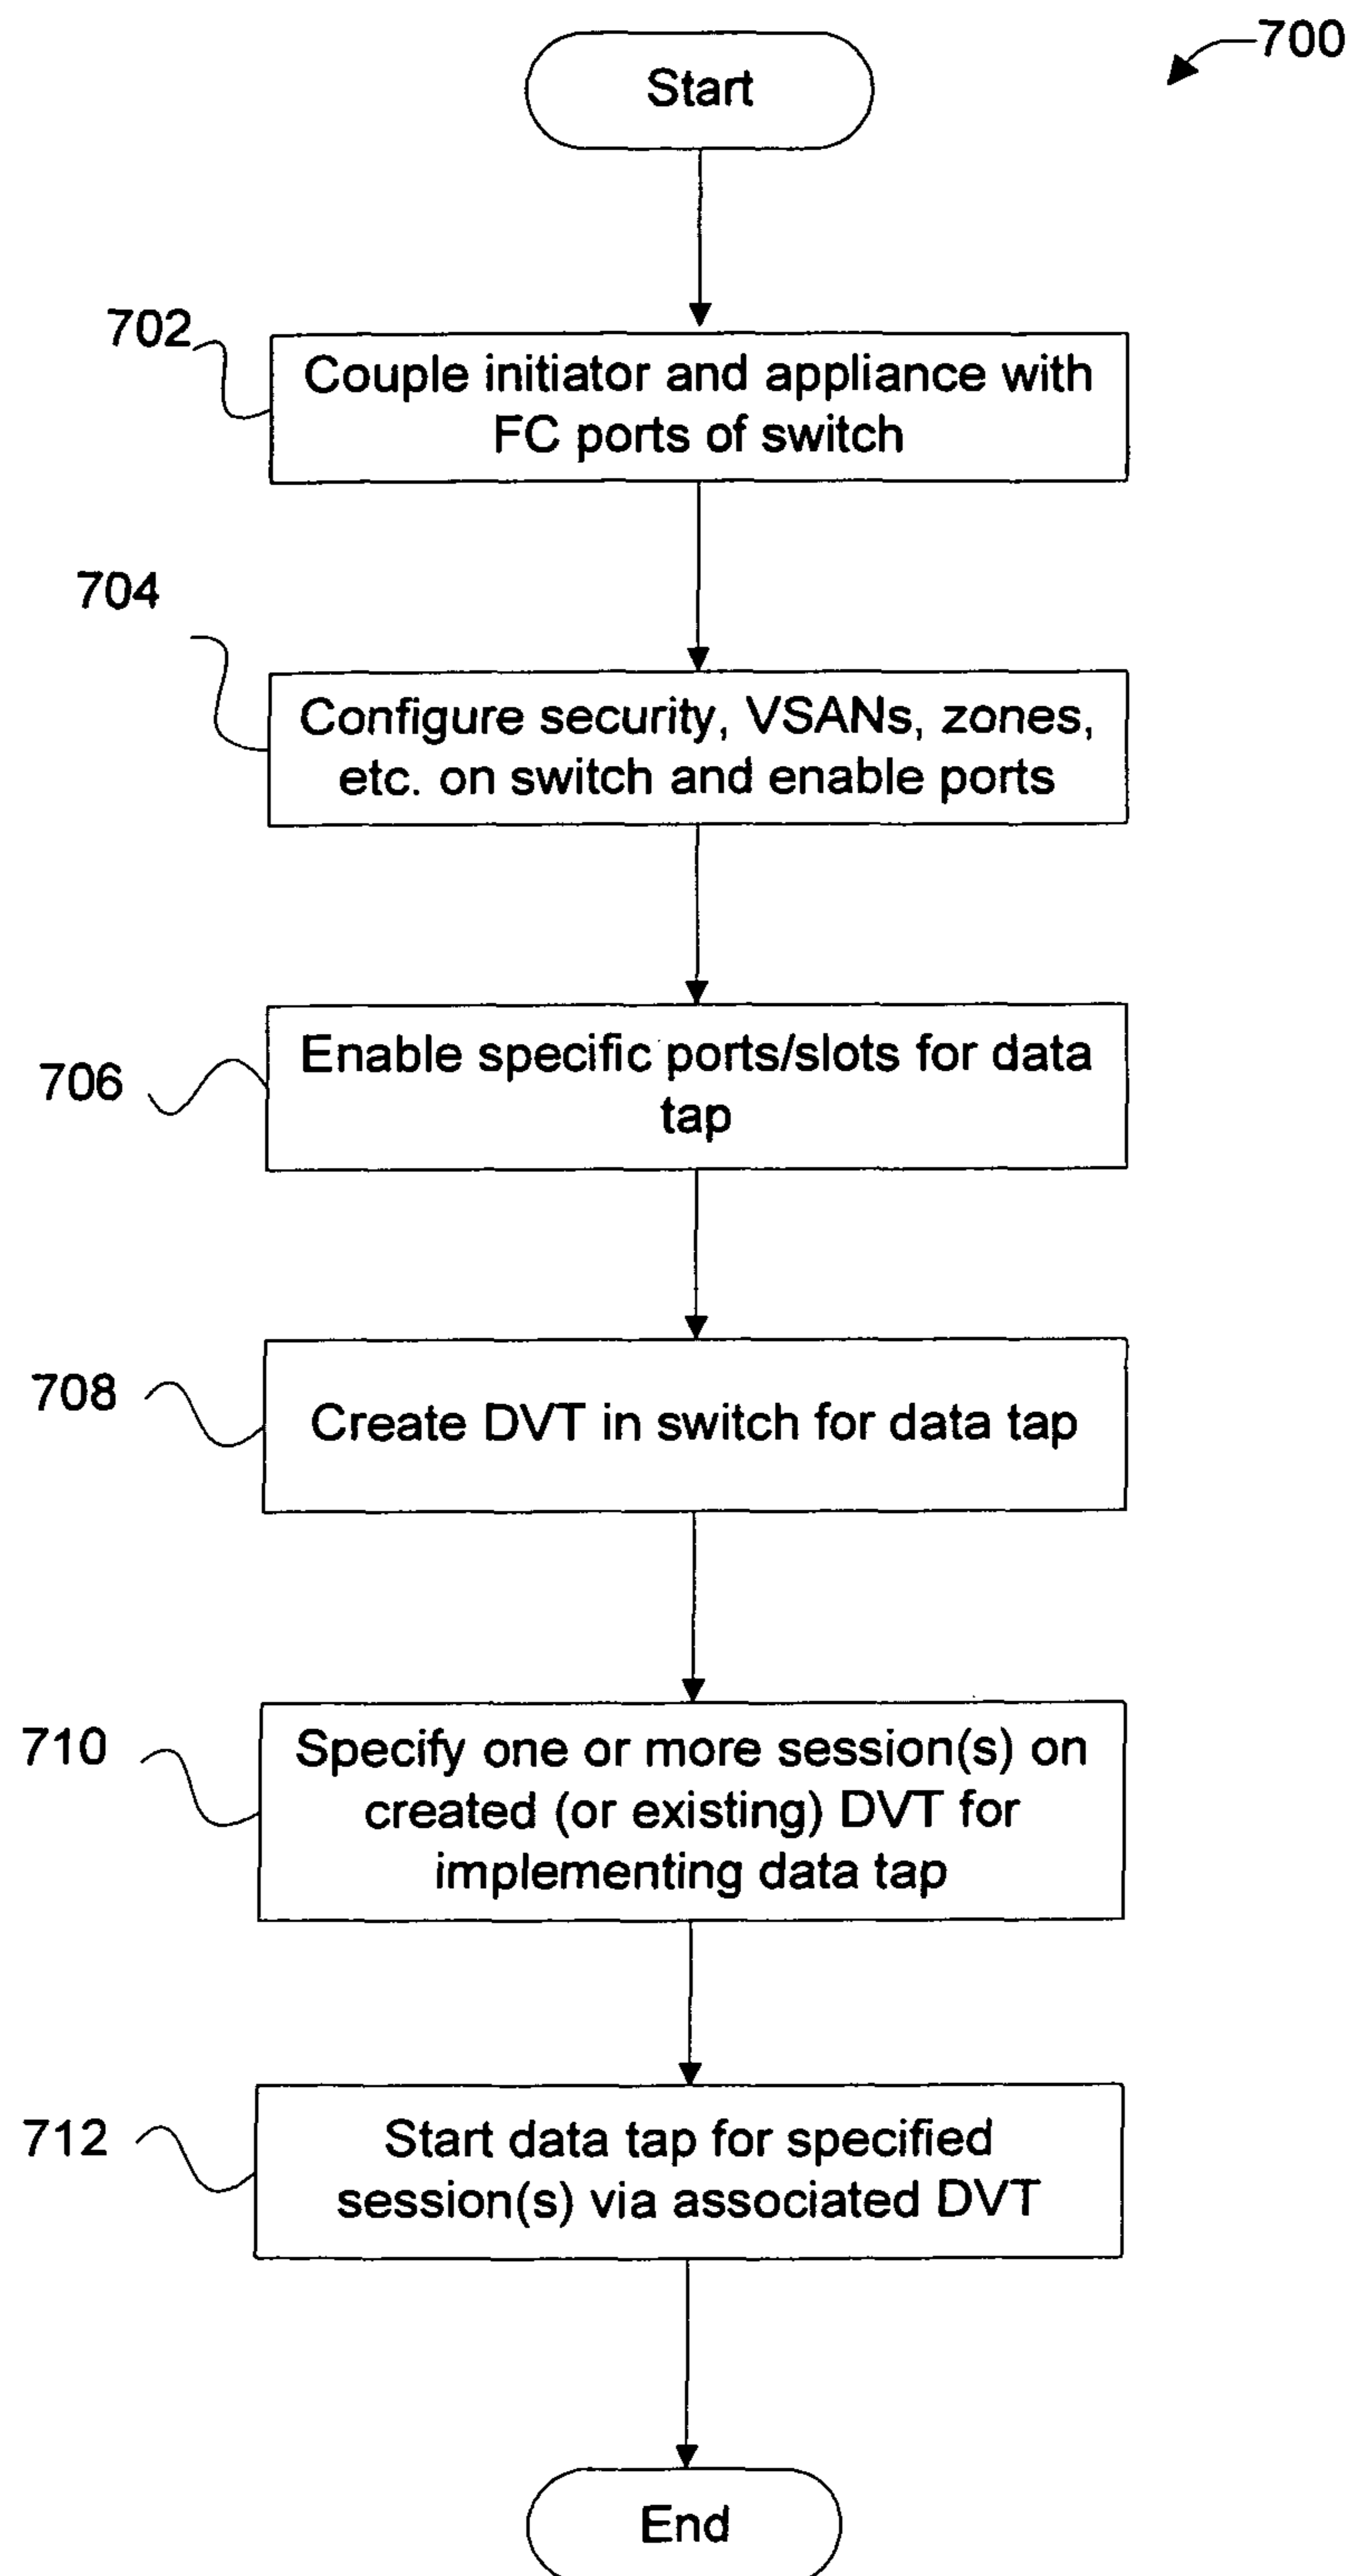 700
Start
702
Couple initiator and appliance with
FC ports of switch
704
Configure security, VSANs, zones,
etc. on switch and enable ports
706
Enable specific ports/slots for data
tap
708
Create DVT in switch for data tap
710
Specify one or more session(s) on
created (or existing) DVT for
implementing data tap
712
Start data tap for specified
session(s) via associated DVT
End